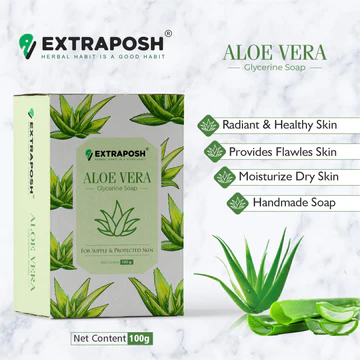 EXTRAPOSH®
HERBAL HABIT IS A GOOD HABIT
ALOE VERA
Glycerine Soap
Radiant & Healthy Skin
Provides Flawles Skin
Moisturize Dry Skin
Handmade Soap
EXTRAPOSH®
ALOE VERA
Glycerine Soap
For Supple & Protected Skin
100 g
EXTRAPOSH
ALOE VERA
Net Content 100g